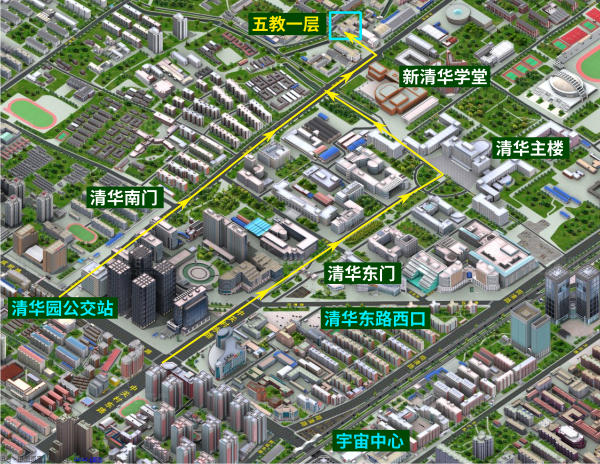 五教一层
新清华学堂
清华主楼
清华南门
清华东门
清华园公交站
清华东路西口
宇宙中心